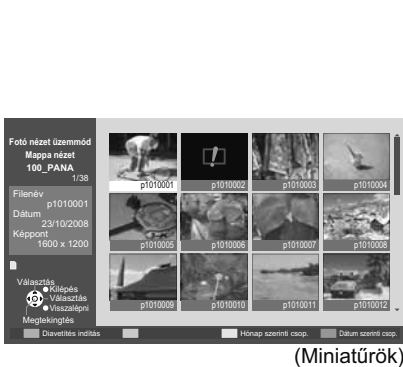 Fotó nézet üzemmód
Mappa nézet
100_PANA
1/38
Filenév
p1010001
Dátum
23/10/2008
Képpont
1600 x 1200
Választás
Kilépés
Választás
Visszalépni
Megtekingtés
p1010001
p1010002
p1010003
p1010004
p1010005
p1010006
p1010007
p1010008
p1010009
p1010010
p1010011
p1010012
Diavetítés indítás
Hónap szerinti csop.
Dátum szerinti csop.
(Miniatűrök)